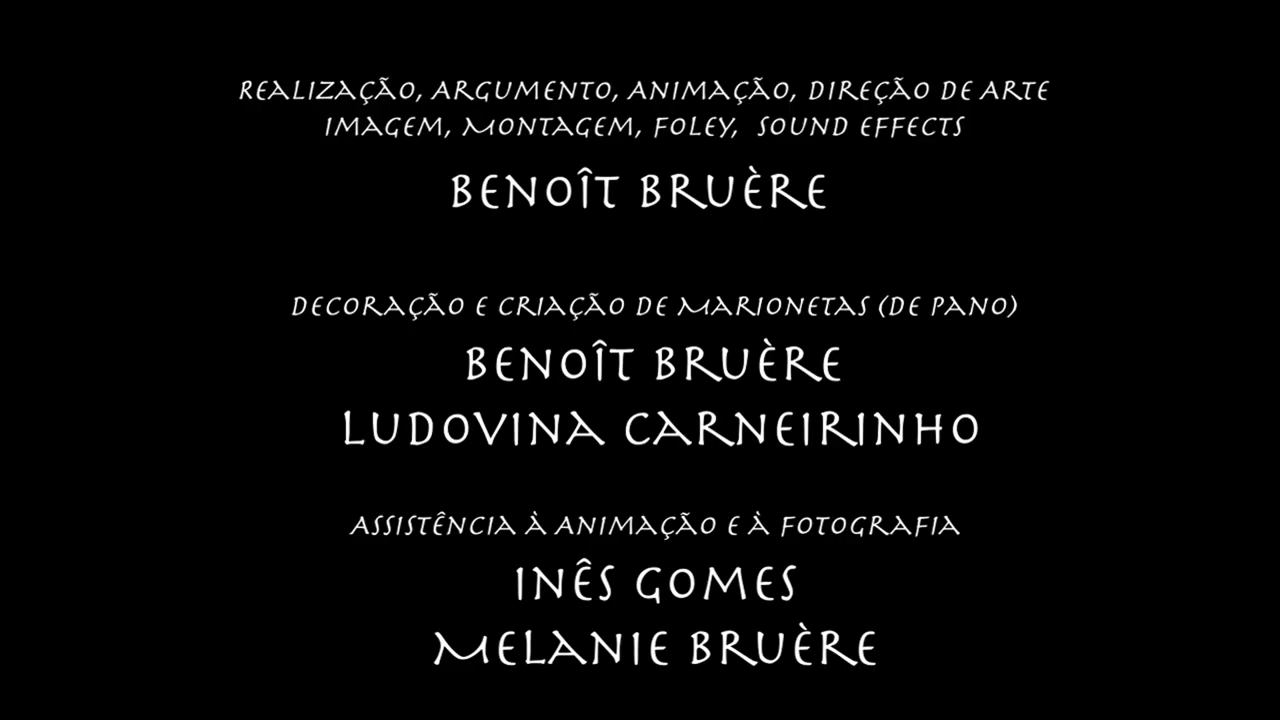 Realização, Argumento, Animação, Direção de Arte
Imagem, Montagem, Foley, Sound Effects
Benoît Bruère
Decoração e Criação de Marionetas (de pano)
Benoît Bruère
Ludovina Carneirinho
Assistência à Animação e à Fotografia
Inês Gomes
Melanie Bruère